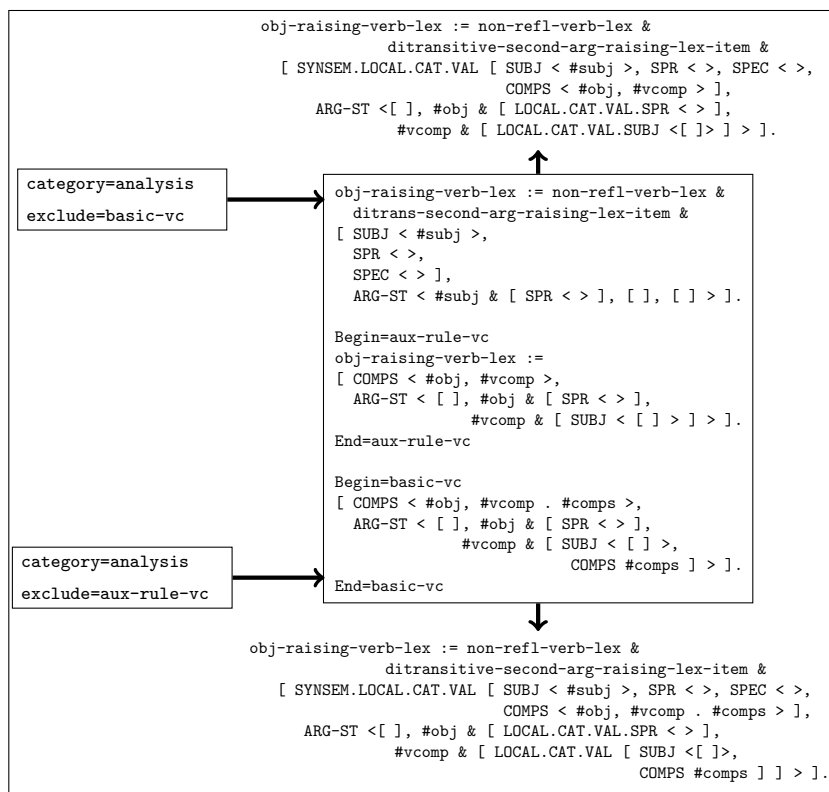 obj-raising-verb-lex := non-refl-verb-lex &
ditransitive-second-arg-raising-lex-item &
[ SYNSEM.LOCAL.CAT.VAL [ SUBJ < #subj >, SPR < >, SPEC < >,
COMPS < #obj, #vcomp > ],
ARG-ST <[ ], #obj & [ LOCAL.CAT.VAL.SPR < > ],
#vcomp & [ LOCAL.CAT.VAL.SUBJ <[ ]> ] > ].
category=analysis
exclude=basic-vc
obj-raising-verb-lex := non-refl-verb-lex &
ditrans-second-arg-raising-lex-item &
[ SUBJ < #subj >,
SPR < >,
SPEC < > ],
ARG-ST < #subj & [ SPR < > ], [ ], [ ] > ].
Begin=aux-rule-vc
obj-raising-verb-lex :=
[ COMPS < #obj, #vcomp >,
ARG-ST < [ ], #obj & [ SPR < > ],
#vcomp & [ SUBJ < [ ] > ] > ].
End=aux-rule-vc
Begin=basic-vc
[ COMPS < #obj, #vcomp . #comps >,
ARG-ST < [ ], #obj & [ SPR < > ],
#vcomp & [ SUBJ < [ ] >,
COMPS #comps ] > ].
End=basic-vc
category=analysis
exclude=aux-rule-vc
obj-raising-verb-lex := non-refl-verb-lex &
ditransitive-second-arg-raising-lex-item &
[ SYNSEM.LOCAL.CAT.VAL [ SUBJ < #subj >, SPR < >, SPEC < >,
COMPS < #obj, #vcomp . #comps > ],
ARG-ST <[ ], #obj & [ LOCAL.CAT.VAL.SPR < > ],
#vcomp & [ LOCAL.CAT.VAL [ SUBJ <[ ]>,
COMPS #comps ] ] > ].